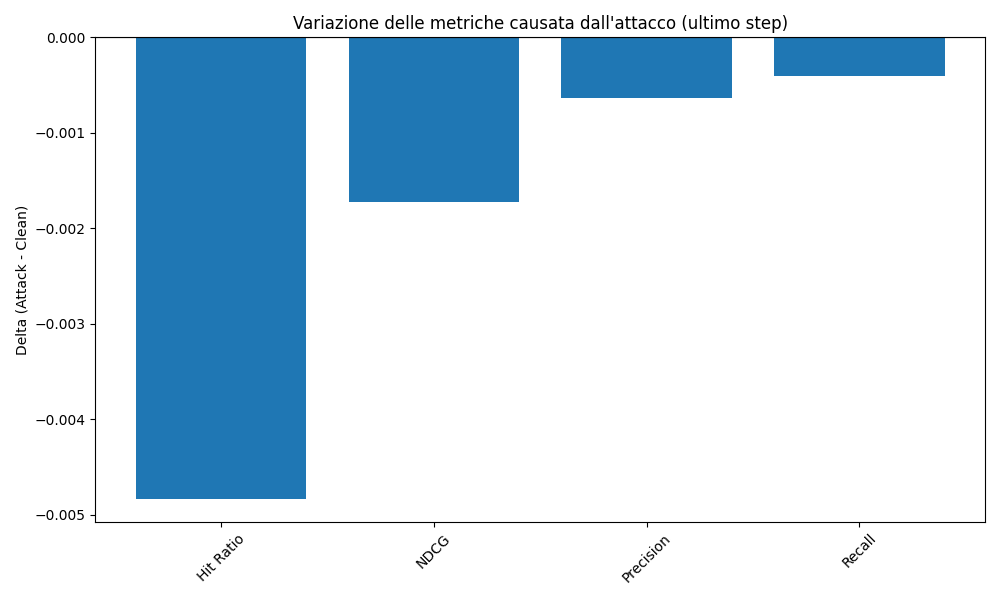 Variazione delle metriche causata dall'attacco (ultimo step)
Delta (Attack - Clean)
0.000
−0.001
−0.002
−0.003
−0.004
−0.005
Hit Ratio
NDCG
Precision
Recall